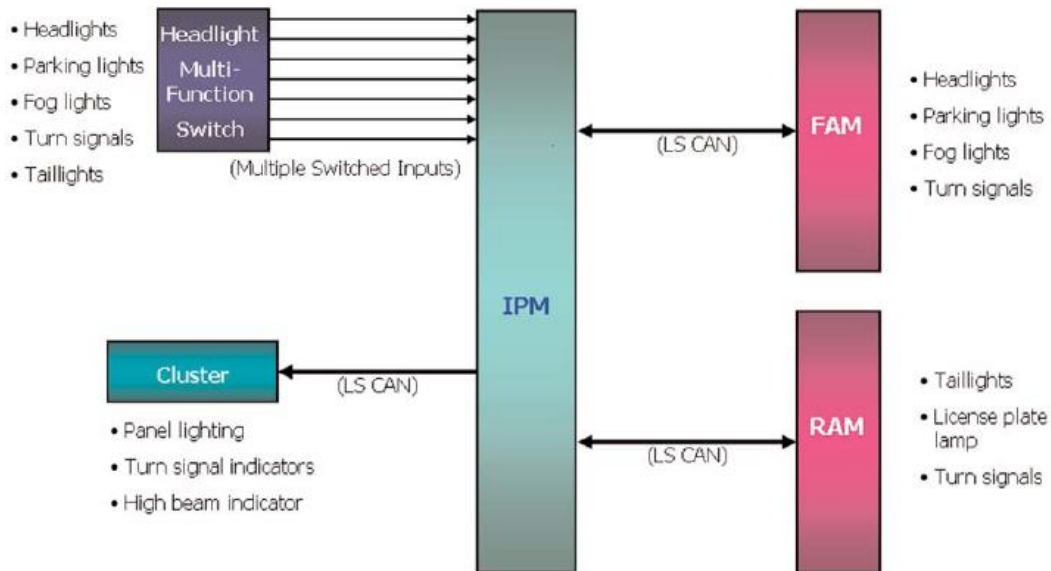 • Headlights
• Parking lights
• Fog lights
• Turn signals
• Taillights
Headlight
Multi-
Function
Switch
(Multiple Switched Inputs)
IPM
(LS CAN)
FAM
• Headlights
• Parking lights
• Fog lights
• Turn signals
Cluster
(LS CAN)
• Panel lighting
• Turn signal indicators
• High beam indicator
(LS CAN)
RAM
• Taillights
• License plate
lamp
• Turn signals